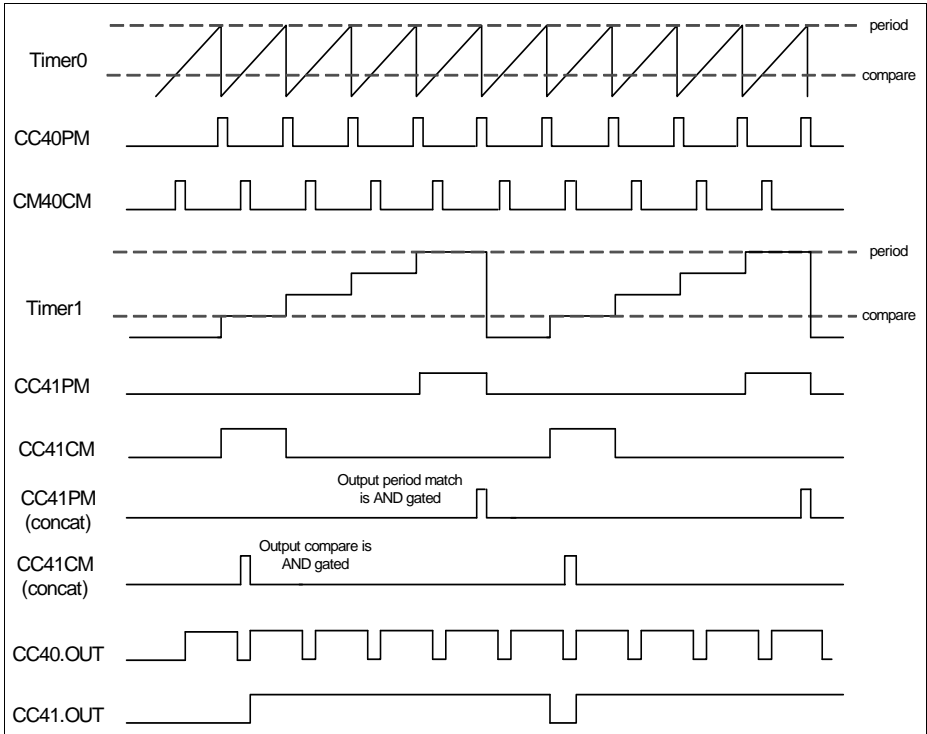 period
Timer0
compare
CC40PM
CM40CM
period
Timer1
compare
CC41PM
CC41CM
Output period match
is AND gated
CC41PM
(concat)
Output compare is
AND gated
CC41CM
(concat)
CC40.OUT
CC41.OUT